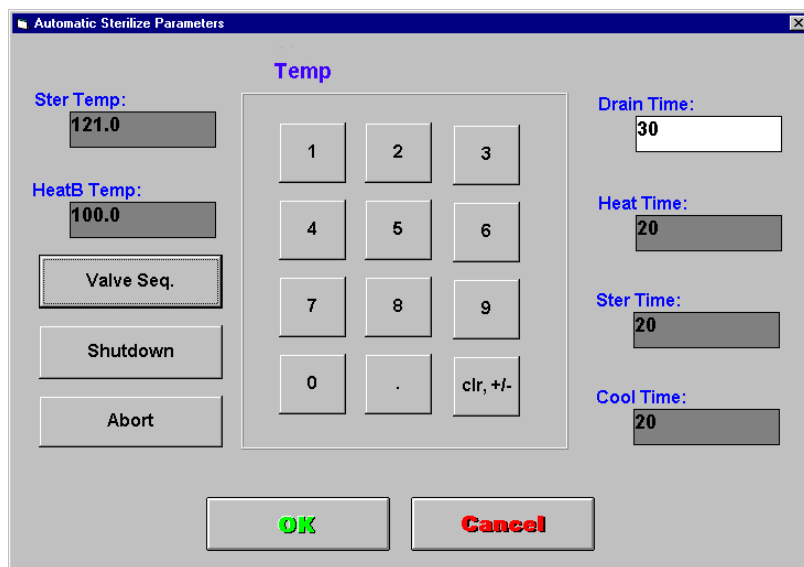 Automatic Sterilize Parameters
Temp
Ster Temp:
121.0
HeatB Temp:
100.0
Valve Seq.
Shutdown
Abort
1 2 3
4 5 6
7 8 9
0 . clr, +/-
Drain Time:
30
Heat Time:
20
Ster Time:
20
Cool Time:
20
OK
Cancel